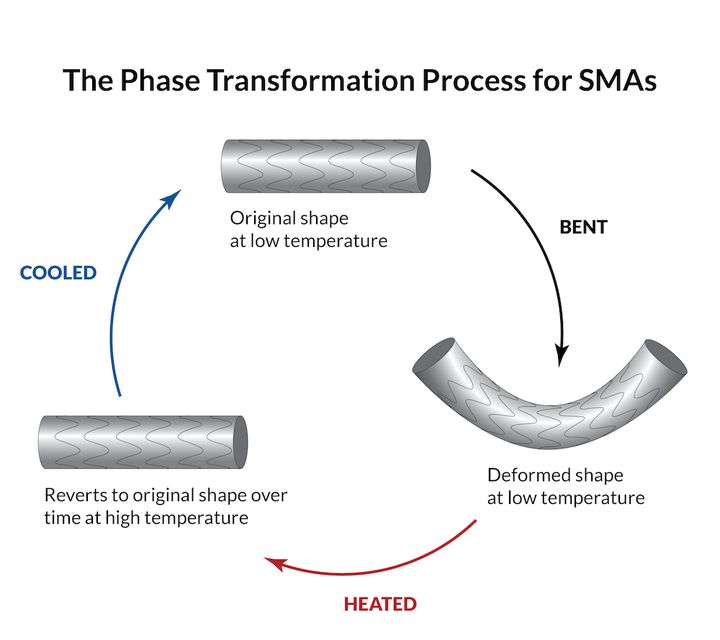 The Phase Transformation Process for SMAs
Original shape
at low temperature
BENT
COOLED
Deformed shape
at low temperature
Reverts to original shape over
time at high temperature
HEATED